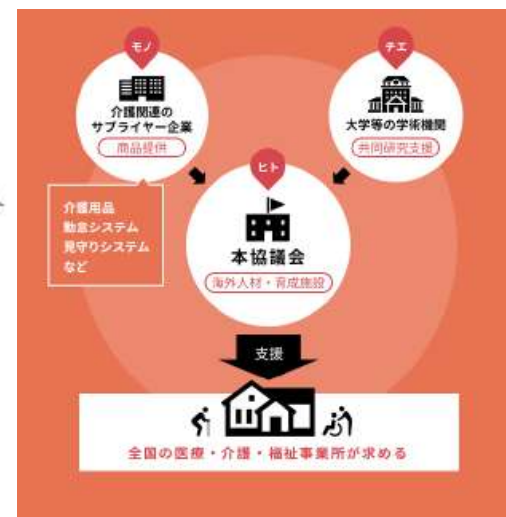 モノ
介護関連の
サプライヤー企業
商品提供
チエ
大学等の学術機関
共同研究支援
介護用品
勤怠システム
見守りシステム
など
ヒト
本協議会
海外人材・育成施設
支援
全国の医療・介護・福祉事業所が求める